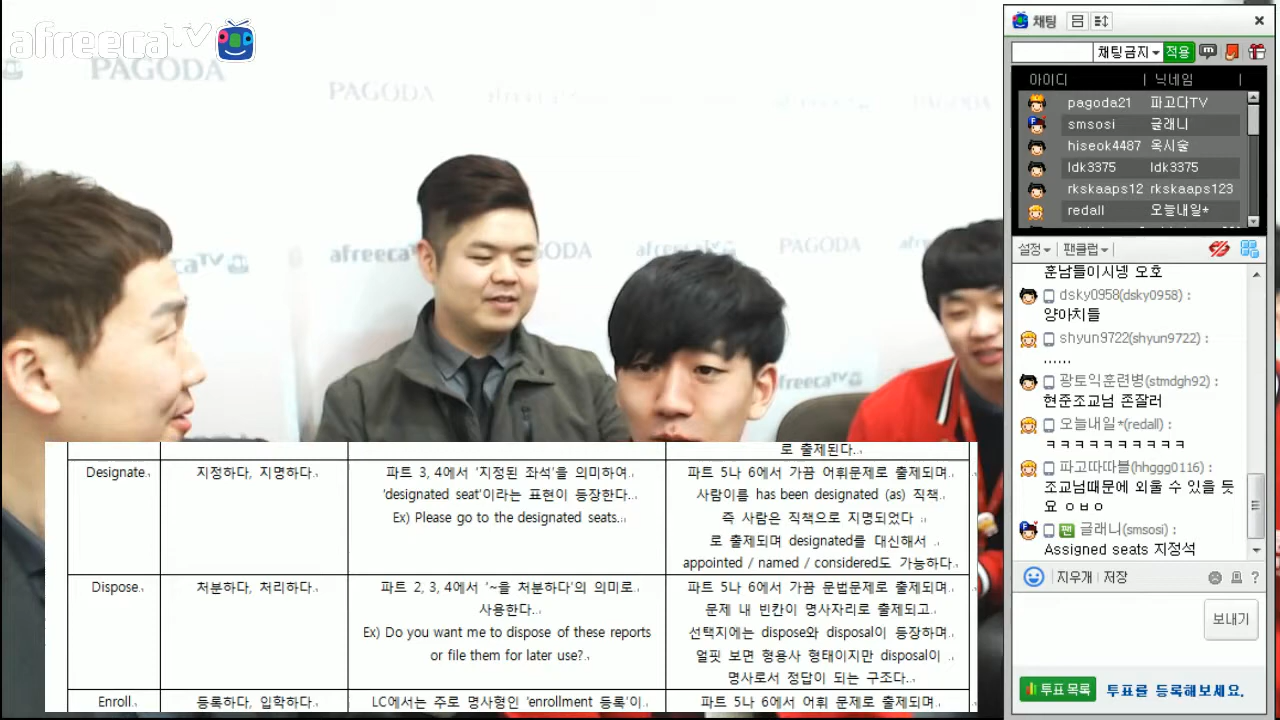 afreecaTV
PAGODA
PAGODA
afreecaTV
PAGODA
afreecaTV
PAGODA
로 출제된다.
Designate.
지정하다, 지명하다.
파트 3, 4에서 '지정된 좌석'을 의미하여.
'designated seat'이라는 표현이 등장한다.
Ex) Please go to the designated seats.
파트 5나 6에서 가끔 어휘문제로 출제되며.
사람이름 has been designated (as) 직책.
즉 사람은 직책으로 지명되었다
로 출제되며 designated를 대신해서
appointed / named / considered도 가능하다.
Dispose.
처분하다, 처리하다.
파트 2, 3, 4에서 '~을 처분하다'의 의미로.
사용한다.
Ex) Do you want me to dispose of these reports
or file them for later use?
파트 5나 6에서 가끔 문법문제로 출제되며.
문제 내 빈칸이 명사자리로 출제되고.
선택지에는 dispose와 disposal이 등장하며.
얼핏 보면 형용사 형태이지만 disposal이
명사로서 정답이 되는 구조다.
Enroll.
등록하다, 입학하다.
LC에서는 주로 명사형인 'enrollment 등록'이
파트 5나 6에서 어휘 문제로 출제되며
채팅
채팅금지 적용
아이디 닉네임
pagoda21 파고다TV
smsosi 글래니
hiseok4487 옥시술
ldk3375 ldk3375
rkskaaps12 rkskaaps123
redall 오늘내일*
설정 팬클럽
훈남들이시넹 오호
dsky0958(dsky0958) :
양아치들
shyun9722(shyun9722) :
......
광토익훈련병(stmdgh92) :
현준조교님 존잘러
오늘내일*(redall) :
ㅋㅋㅋㅋㅋㅋㅋㅋㅋㅋ
파고따따블(hhggg0116) :
조교님때문에 외울 수 있을 듯
요 ㅇㅂㅇ
팬 글래니(smsosi) :
Assigned seats 지정석
지우개 저장
보내기
투표 목록 투표를 등록해보세요.